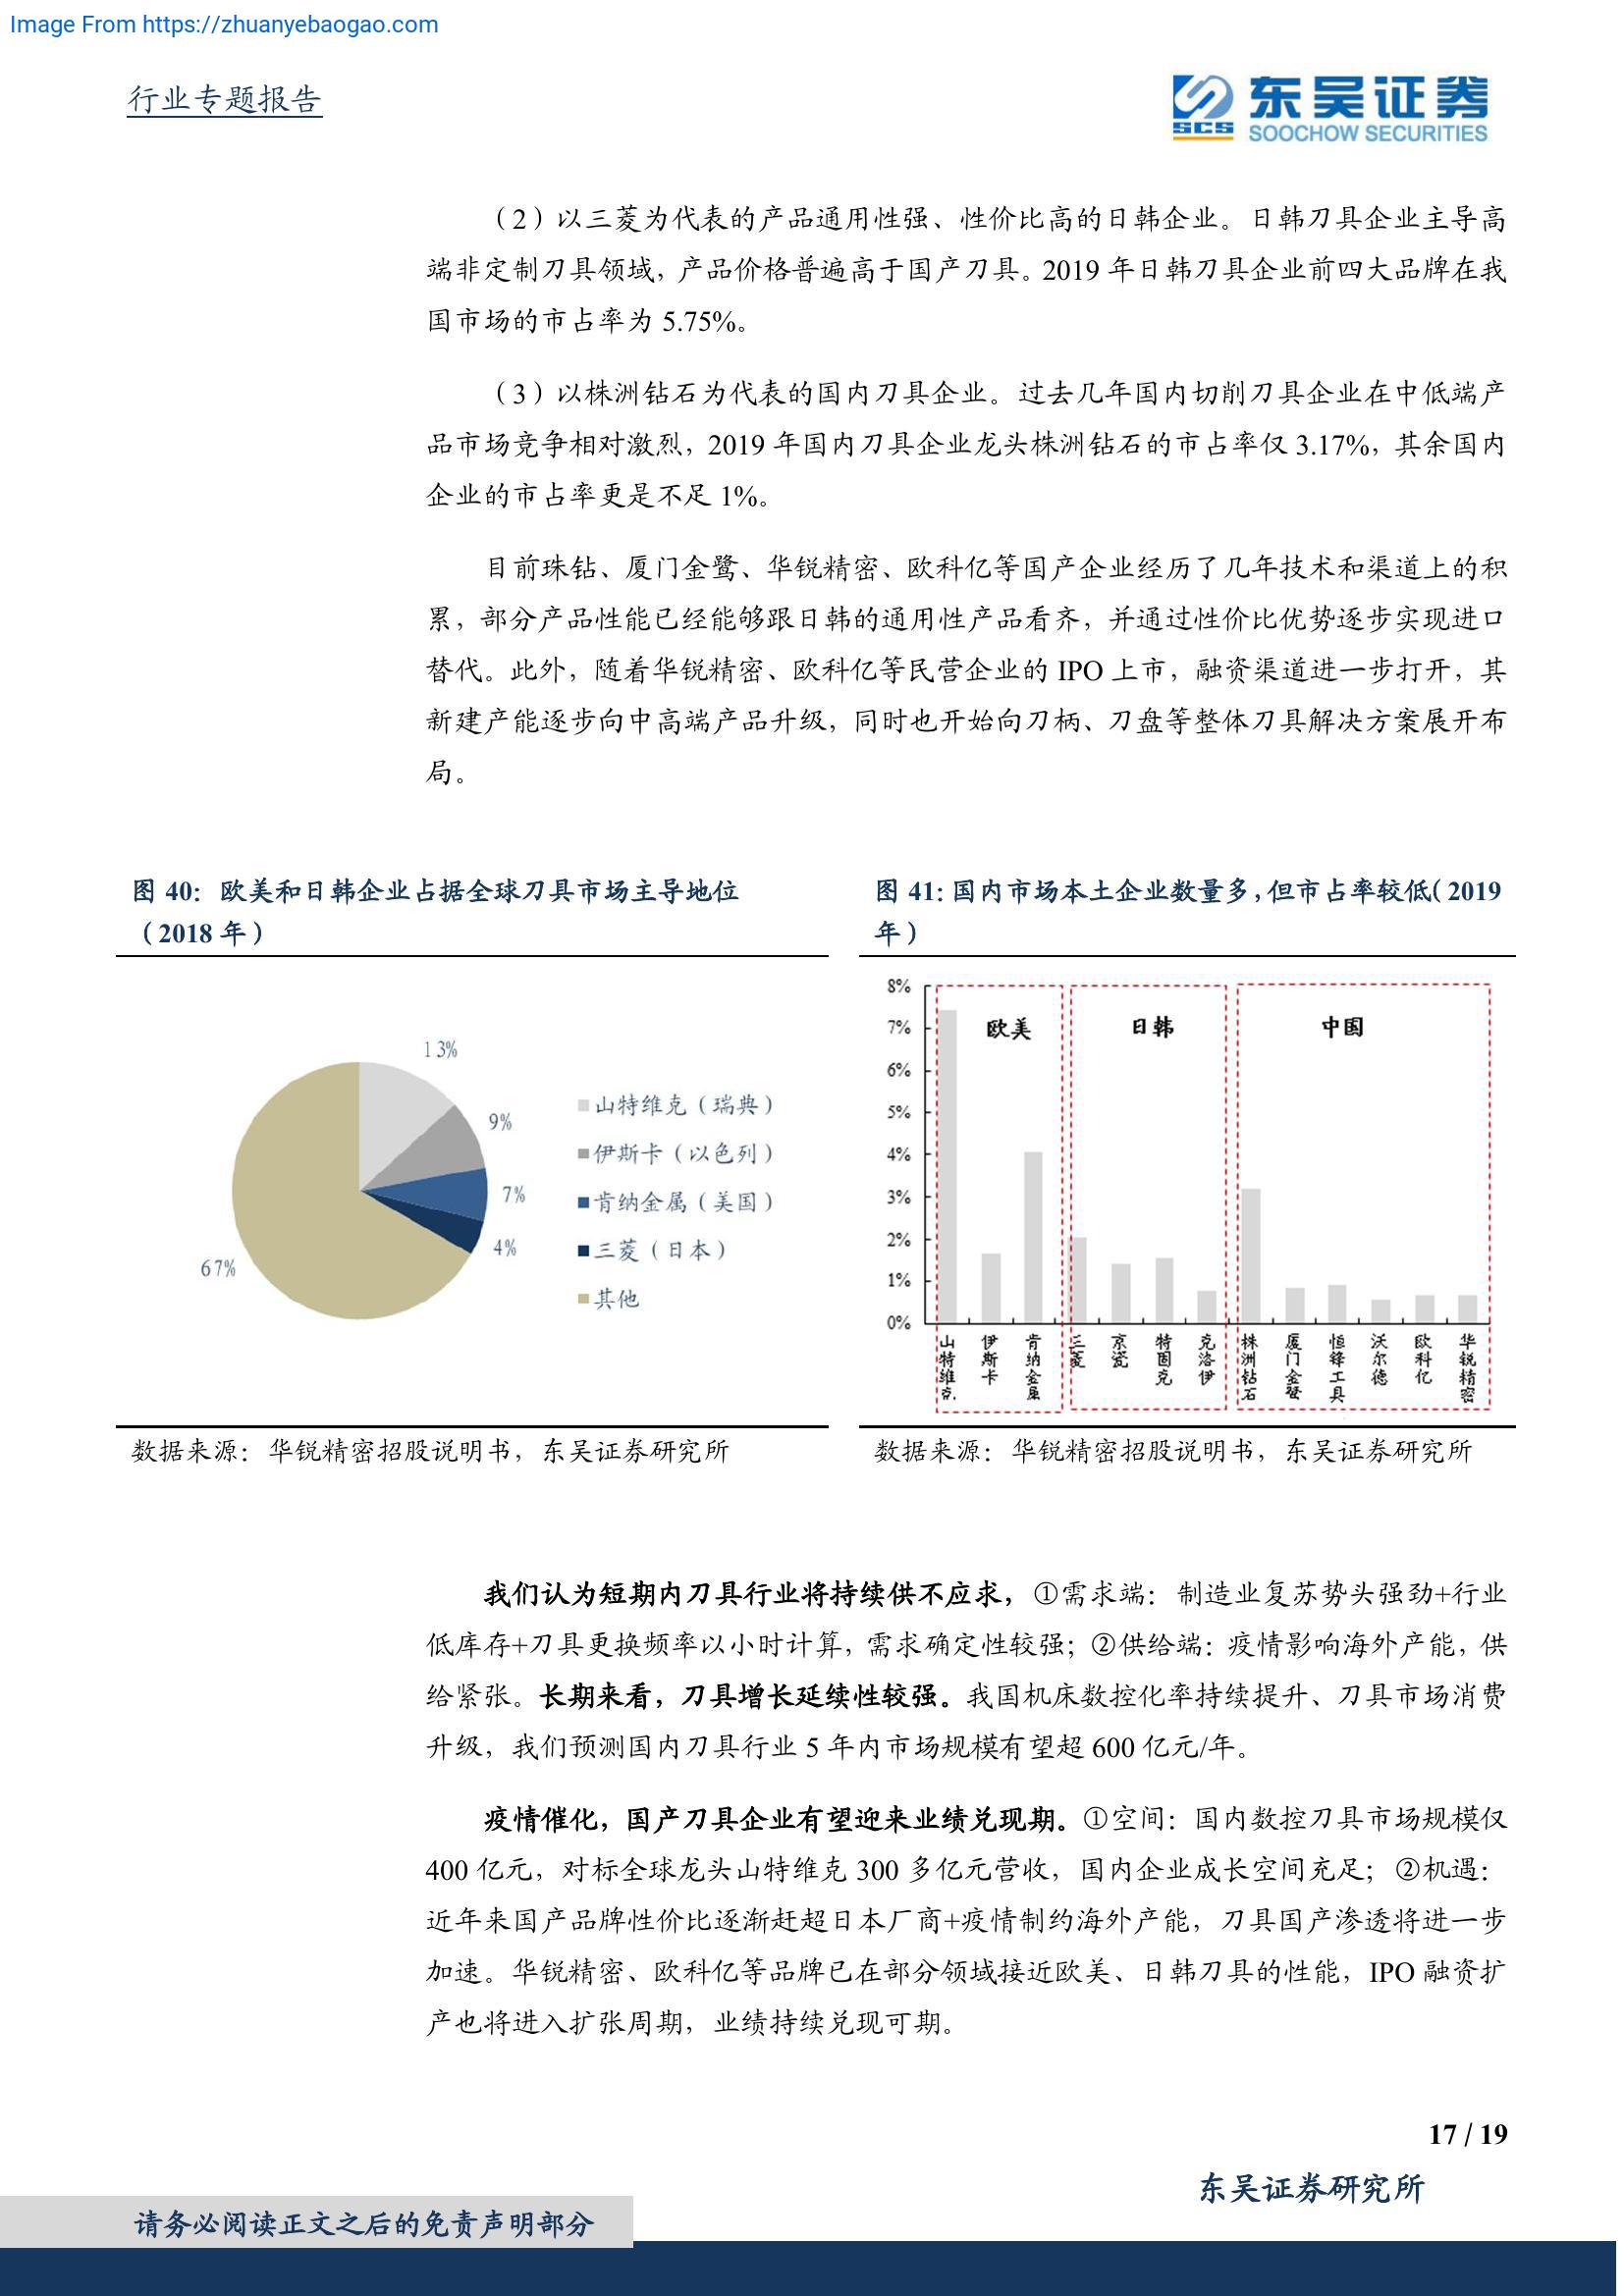 Image From https://zhuanyebaogao.com
行业专题报告
SCS
东吴证券
SOOCHOW SECURITIES
（2）以三菱为代表的产品通用性强、性价比高的日韩企业。日韩刀具企业主导高
端非定制刀具领域，产品价格普遍高于国产刀具。2019 年日韩刀具企业前四大品牌在我
国市场的市占率为 5.75%。
（3）以株洲钻石为代表的国内刀具企业。过去几年国内切削刀具企业在中低端产
品市场竞争相对激烈，2019 年国内刀具企业龙头株洲钻石的市占率仅 3.17%，其余国内
企业的市占率更是不足 1%。
目前珠钻、厦门金鹭、华锐精密、欧科亿等国产企业经历了几年技术和渠道上的积
累，部分产品性能已经能够跟日韩的通用性产品看齐，并通过性价比优势逐步实现进口
替代。此外，随着华锐精密、欧科亿等民营企业的 IPO 上市，融资渠道进一步打开，其
新建产能逐步向中高端产品升级，同时也开始向刀柄、刀盘等整体刀具解决方案展开布
局。
图 40：欧美和日韩企业占据全球刀具市场主导地位
（2018 年）
13%
9%
7%
4%
67%
山特维克（瑞典）
伊斯卡（以色列）
肯纳金属（美国）
三菱（日本）
其他
数据来源：华锐精密招股说明书，东吴证券研究所
图 41：国内市场本土企业数量多，但市占率较低（2019
年）
8%
7%
6%
5%
4%
3%
2%
1%
0%
欧美
日韩
中国
山特维克
伊斯卡
肯纳金属
三菱
京瓷
特固克
克洛伊
株洲钻石
厦门金鹭
恒锋工具
沃尔德
欧科亿
华锐精密
数据来源：华锐精密招股说明书，东吴证券研究所
我们认为短期内刀具行业将持续供不应求，①需求端：制造业复苏势头强劲+行业
低库存+刀具更换频率以小时计算，需求确定性较强；②供给端：疫情影响海外产能，供
给紧张。长期来看，刀具增长延续性较强。我国机床数控化率持续提升、刀具市场消费
升级，我们预测国内刀具行业 5 年内市场规模有望超 600 亿元/年。
疫情催化，国产刀具企业有望迎来业绩兑现期。①空间：国内数控刀具市场规模仅
400 亿元，对标全球龙头山特维克 300 多亿元营收，国内企业成长空间充足；②机遇：
近年来国产品牌性价比逐渐赶超日本厂商+疫情制约海外产能，刀具国产渗透将进一步
加速。华锐精密、欧科亿等品牌已在部分领域接近欧美、日韩刀具的性能，IPO 融资扩
产也将进入扩张周期，业绩持续兑现可期。
17 / 19
东吴证券研究所
请务必阅读正文之后的免责声明部分